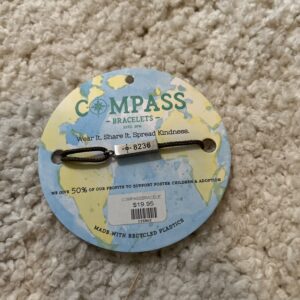 COMPASS
- BRACELETS -
Wear It. Share It. Spread Kindness.
8236
WE GIVE 50% OF OUR PROFITS TO SUPPORT FOSTER CHILDREN & ADOPTION
COMPASSBRACELE
$19.95
MADE WITH RECYCLED PLASTICS